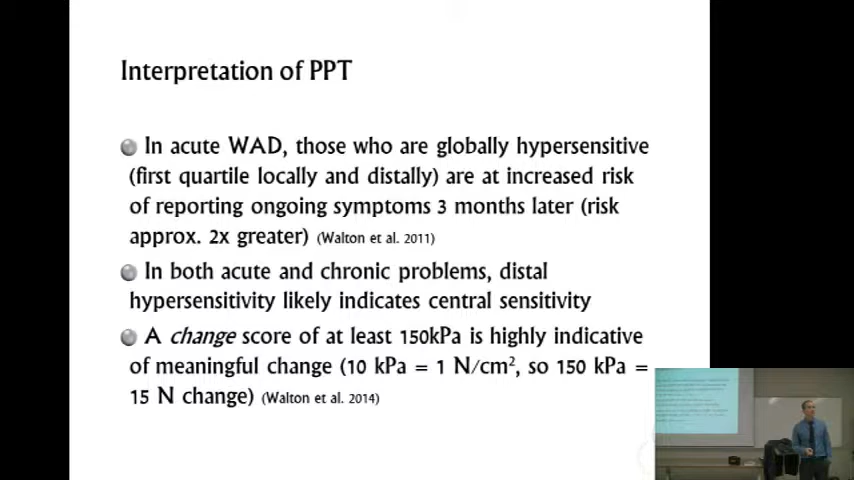 Interpretation of PPT
In acute WAD, those who are globally hypersensitive
(first quartile locally and distally) are at increased risk
of reporting ongoing symptoms 3 months later (risk
approx. 2x greater) (Walton et al. 2011)
In both acute and chronic problems, distal
hypersensitivity likely indicates central sensitivity
A change score of at least 150kPa is highly indicative
of meaningful change (10 kPa = 1 N/cm², so 150 kPa =
15 N change) (Walton et al. 2014)